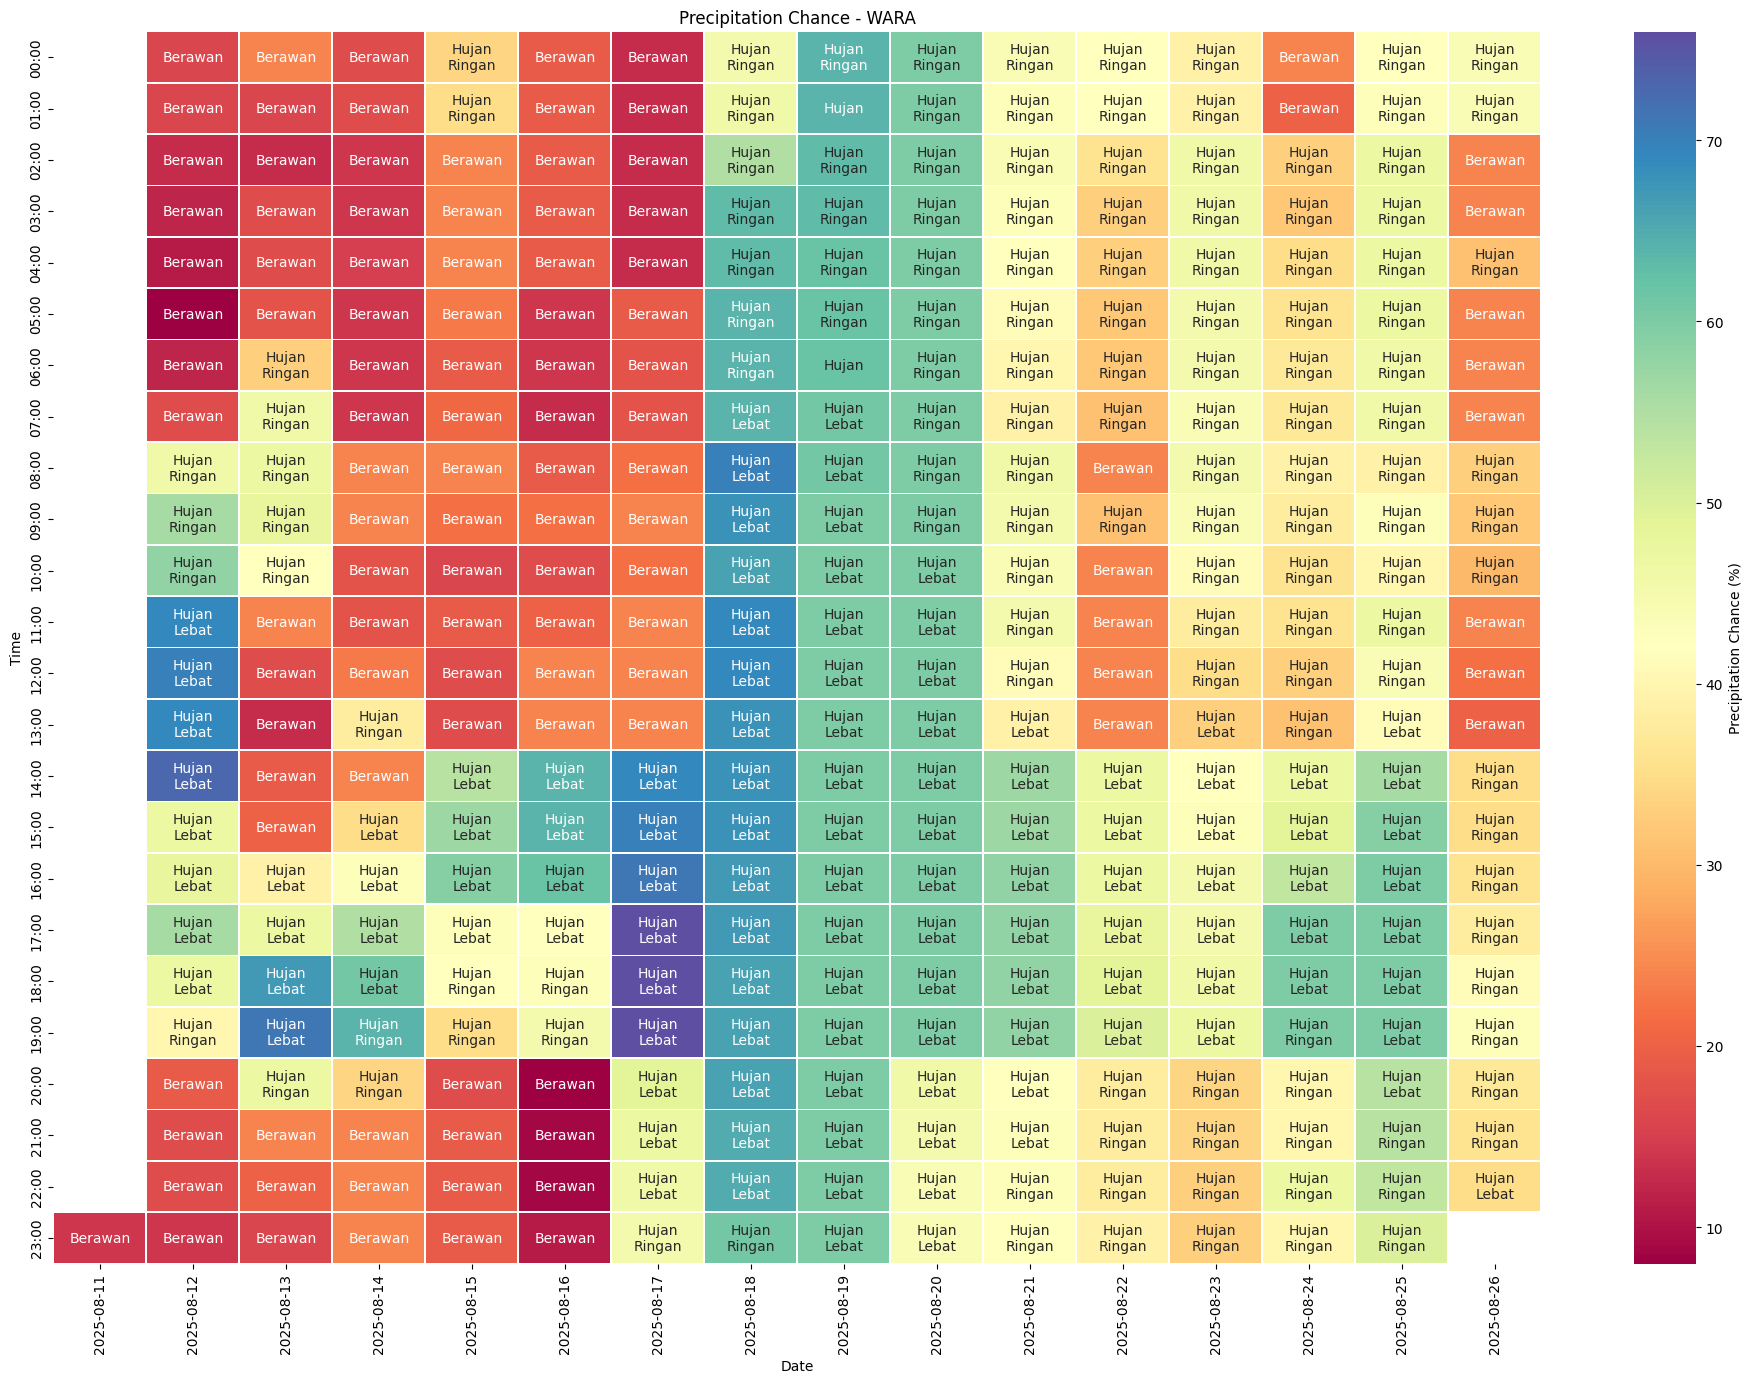 Precipitation Chance - WARA
00:00 Berawan Berawan Berawan Hujan Ringan Berawan Berawan Hujan Ringan Hujan Ringan Hujan Ringan Hujan Ringan Hujan Ringan Hujan Ringan Berawan Hujan Ringan Hujan Ringan
01:00 Berawan Berawan Berawan Hujan Ringan Berawan Berawan Hujan Ringan Hujan Hujan Ringan Hujan Ringan Hujan Ringan Hujan Ringan Berawan Hujan Ringan Hujan Ringan
02:00 Berawan Berawan Berawan Berawan Berawan Berawan Hujan Ringan Hujan Ringan Hujan Ringan Hujan Ringan Hujan Ringan Hujan Ringan Hujan Ringan Hujan Ringan Berawan
03:00 Berawan Berawan Berawan Berawan Berawan Berawan Hujan Ringan Hujan Ringan Hujan Ringan Hujan Ringan Hujan Ringan Hujan Ringan Hujan Ringan Hujan Ringan Berawan
04:00 Berawan Berawan Berawan Berawan Berawan Berawan Hujan Ringan Hujan Ringan Hujan Ringan Hujan Ringan Hujan Ringan Hujan Ringan Hujan Ringan Hujan Ringan Hujan Ringan
05:00 Berawan Berawan Berawan Berawan Berawan Berawan Hujan Ringan Hujan Ringan Hujan Ringan Hujan Ringan Hujan Ringan Hujan Ringan Hujan Ringan Hujan Ringan Berawan
06:00 Berawan Hujan Ringan Berawan Berawan Berawan Berawan Hujan Ringan Hujan Hujan Ringan Hujan Ringan Hujan Ringan Hujan Ringan Hujan Ringan Hujan Ringan Berawan
07:00 Berawan Hujan Ringan Berawan Berawan Berawan Berawan Hujan Lebat Hujan Lebat Hujan Ringan Hujan Ringan Hujan Ringan Hujan Ringan Hujan Ringan Hujan Ringan Berawan
08:00 Hujan Ringan Hujan Ringan Berawan Berawan Berawan Berawan Hujan Lebat Hujan Lebat Hujan Ringan Hujan Ringan Berawan Hujan Ringan Hujan Ringan Hujan Ringan Hujan Ringan
09:00 Hujan Ringan Hujan Ringan Berawan Berawan Berawan Berawan Hujan Lebat Hujan Lebat Hujan Ringan Hujan Ringan Hujan Ringan Hujan Ringan Hujan Ringan Hujan Ringan Hujan Ringan
10:00 Hujan Ringan Hujan Ringan Berawan Berawan Berawan Berawan Hujan Lebat Hujan Lebat Hujan Lebat Hujan Ringan Berawan Hujan Ringan Hujan Ringan Hujan Ringan Hujan Ringan
11:00 Hujan Lebat Berawan Berawan Berawan Berawan Berawan Hujan Lebat Hujan Lebat Hujan Lebat Hujan Ringan Berawan Hujan Ringan Hujan Ringan Hujan Ringan Berawan
12:00 Hujan Lebat Berawan Berawan Berawan Berawan Berawan Hujan Lebat Hujan Lebat Hujan Lebat Hujan Ringan Berawan Hujan Ringan Hujan Ringan Hujan Ringan Berawan
13:00 Hujan Lebat Berawan Hujan Ringan Berawan Berawan Berawan Hujan Lebat Hujan Lebat Hujan Lebat Hujan Lebat Berawan Hujan Lebat Hujan Ringan Hujan Lebat Berawan
14:00 Hujan Lebat Berawan Berawan Hujan Lebat Hujan Lebat Hujan Lebat Hujan Lebat Hujan Lebat Hujan Lebat Hujan Lebat Hujan Lebat Hujan Lebat Hujan Lebat Hujan Lebat Hujan Ringan
15:00 Hujan Lebat Berawan Hujan Lebat Hujan Lebat Hujan Lebat Hujan Lebat Hujan Lebat Hujan Lebat Hujan Lebat Hujan Lebat Hujan Lebat Hujan Lebat Hujan Lebat Hujan Lebat Hujan Ringan
16:00 Hujan Lebat Hujan Lebat Hujan Lebat Hujan Lebat Hujan Lebat Hujan Lebat Hujan Lebat Hujan Lebat Hujan Lebat Hujan Lebat Hujan Lebat Hujan Lebat Hujan Lebat Hujan Lebat Hujan Ringan
17:00 Hujan Lebat Hujan Lebat Hujan Lebat Hujan Lebat Hujan Lebat Hujan Lebat Hujan Lebat Hujan Lebat Hujan Lebat Hujan Lebat Hujan Lebat Hujan Lebat Hujan Lebat Hujan Lebat Hujan Ringan
18:00 Hujan Lebat Hujan Lebat Hujan Lebat Hujan Ringan Hujan Ringan Hujan Lebat Hujan Lebat Hujan Lebat Hujan Lebat Hujan Lebat Hujan Lebat Hujan Lebat Hujan Lebat Hujan Lebat Hujan Ringan
19:00 Hujan Ringan Hujan Lebat Hujan Ringan Hujan Ringan Hujan Ringan Hujan Lebat Hujan Lebat Hujan Lebat Hujan Lebat Hujan Lebat Hujan Lebat Hujan Lebat Hujan Ringan Hujan Lebat Hujan Ringan
20:00 Berawan Hujan Ringan Hujan Ringan Berawan Berawan Hujan Lebat Hujan Lebat Hujan Lebat Hujan Lebat Hujan Lebat Hujan Ringan Hujan Ringan Hujan Ringan Hujan Lebat Hujan Ringan
21:00 Berawan Berawan Berawan Berawan Berawan Hujan Lebat Hujan Lebat Hujan Lebat Hujan Lebat Hujan Lebat Hujan Ringan Hujan Ringan Hujan Ringan Hujan Ringan Hujan Ringan
22:00 Berawan Berawan Berawan Berawan Berawan Hujan Lebat Hujan Lebat Hujan Lebat Hujan Lebat Hujan Ringan Hujan Ringan Hujan Ringan Hujan Ringan Hujan Ringan Hujan Lebat
23:00 Berawan Berawan Berawan Berawan Berawan Berawan Hujan Ringan Hujan Ringan Hujan Lebat Hujan Lebat Hujan Ringan Hujan Ringan Hujan Ringan Hujan Ringan Hujan Ringan
Time
2025-08-11 2025-08-12 2025-08-13 2025-08-14 2025-08-15 2025-08-16 2025-08-17 2025-08-18 2025-08-19 2025-08-20 2025-08-21 2025-08-22 2025-08-23 2025-08-24 2025-08-25 2025-08-26
Date
70
60
50
40
30
20
10
Precipitation Chance (%)